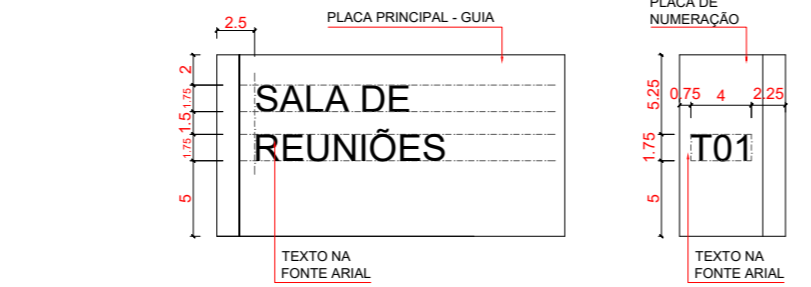 2.5
PLACA PRINCIPAL - GUIA
2
1.75
1.5
1.75
5
SALA DE
REUNIÕES
TEXTO NA
FONTE ARIAL
PLACA DE
NUMERAÇÃO
5.25
1.75
5
0.75 4 2.25
T01
TEXTO NA
FONTE ARIAL